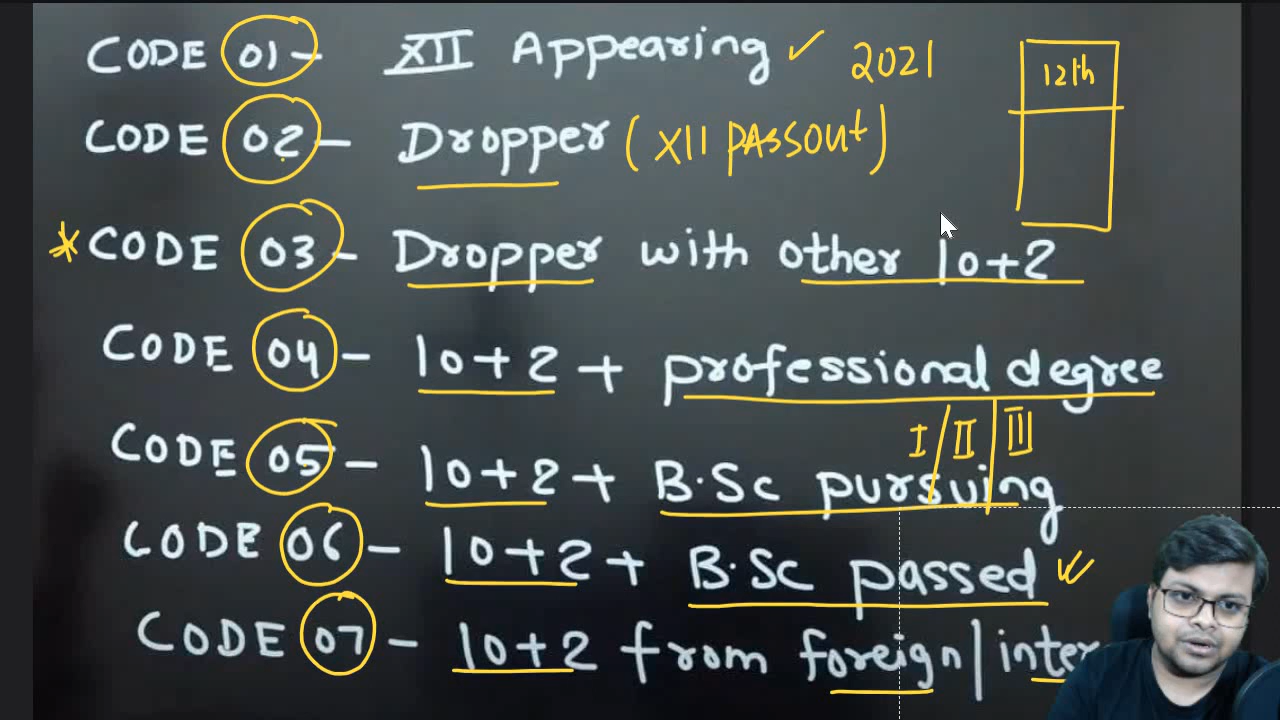 CODE 01 - XII Appearing ✓ 2021
12th
CODE 02 - Dropper (XII PASSOUT)
* CODE 03 - Dropper with other 10+2
CODE 04 - 10+2 + professional degree
I / II | III
CODE 05 - 10+2 + B.Sc pursuing
CODE 06 - 10+2 + B.Sc passed ✓
CODE 07 - 10+2 from foreign/